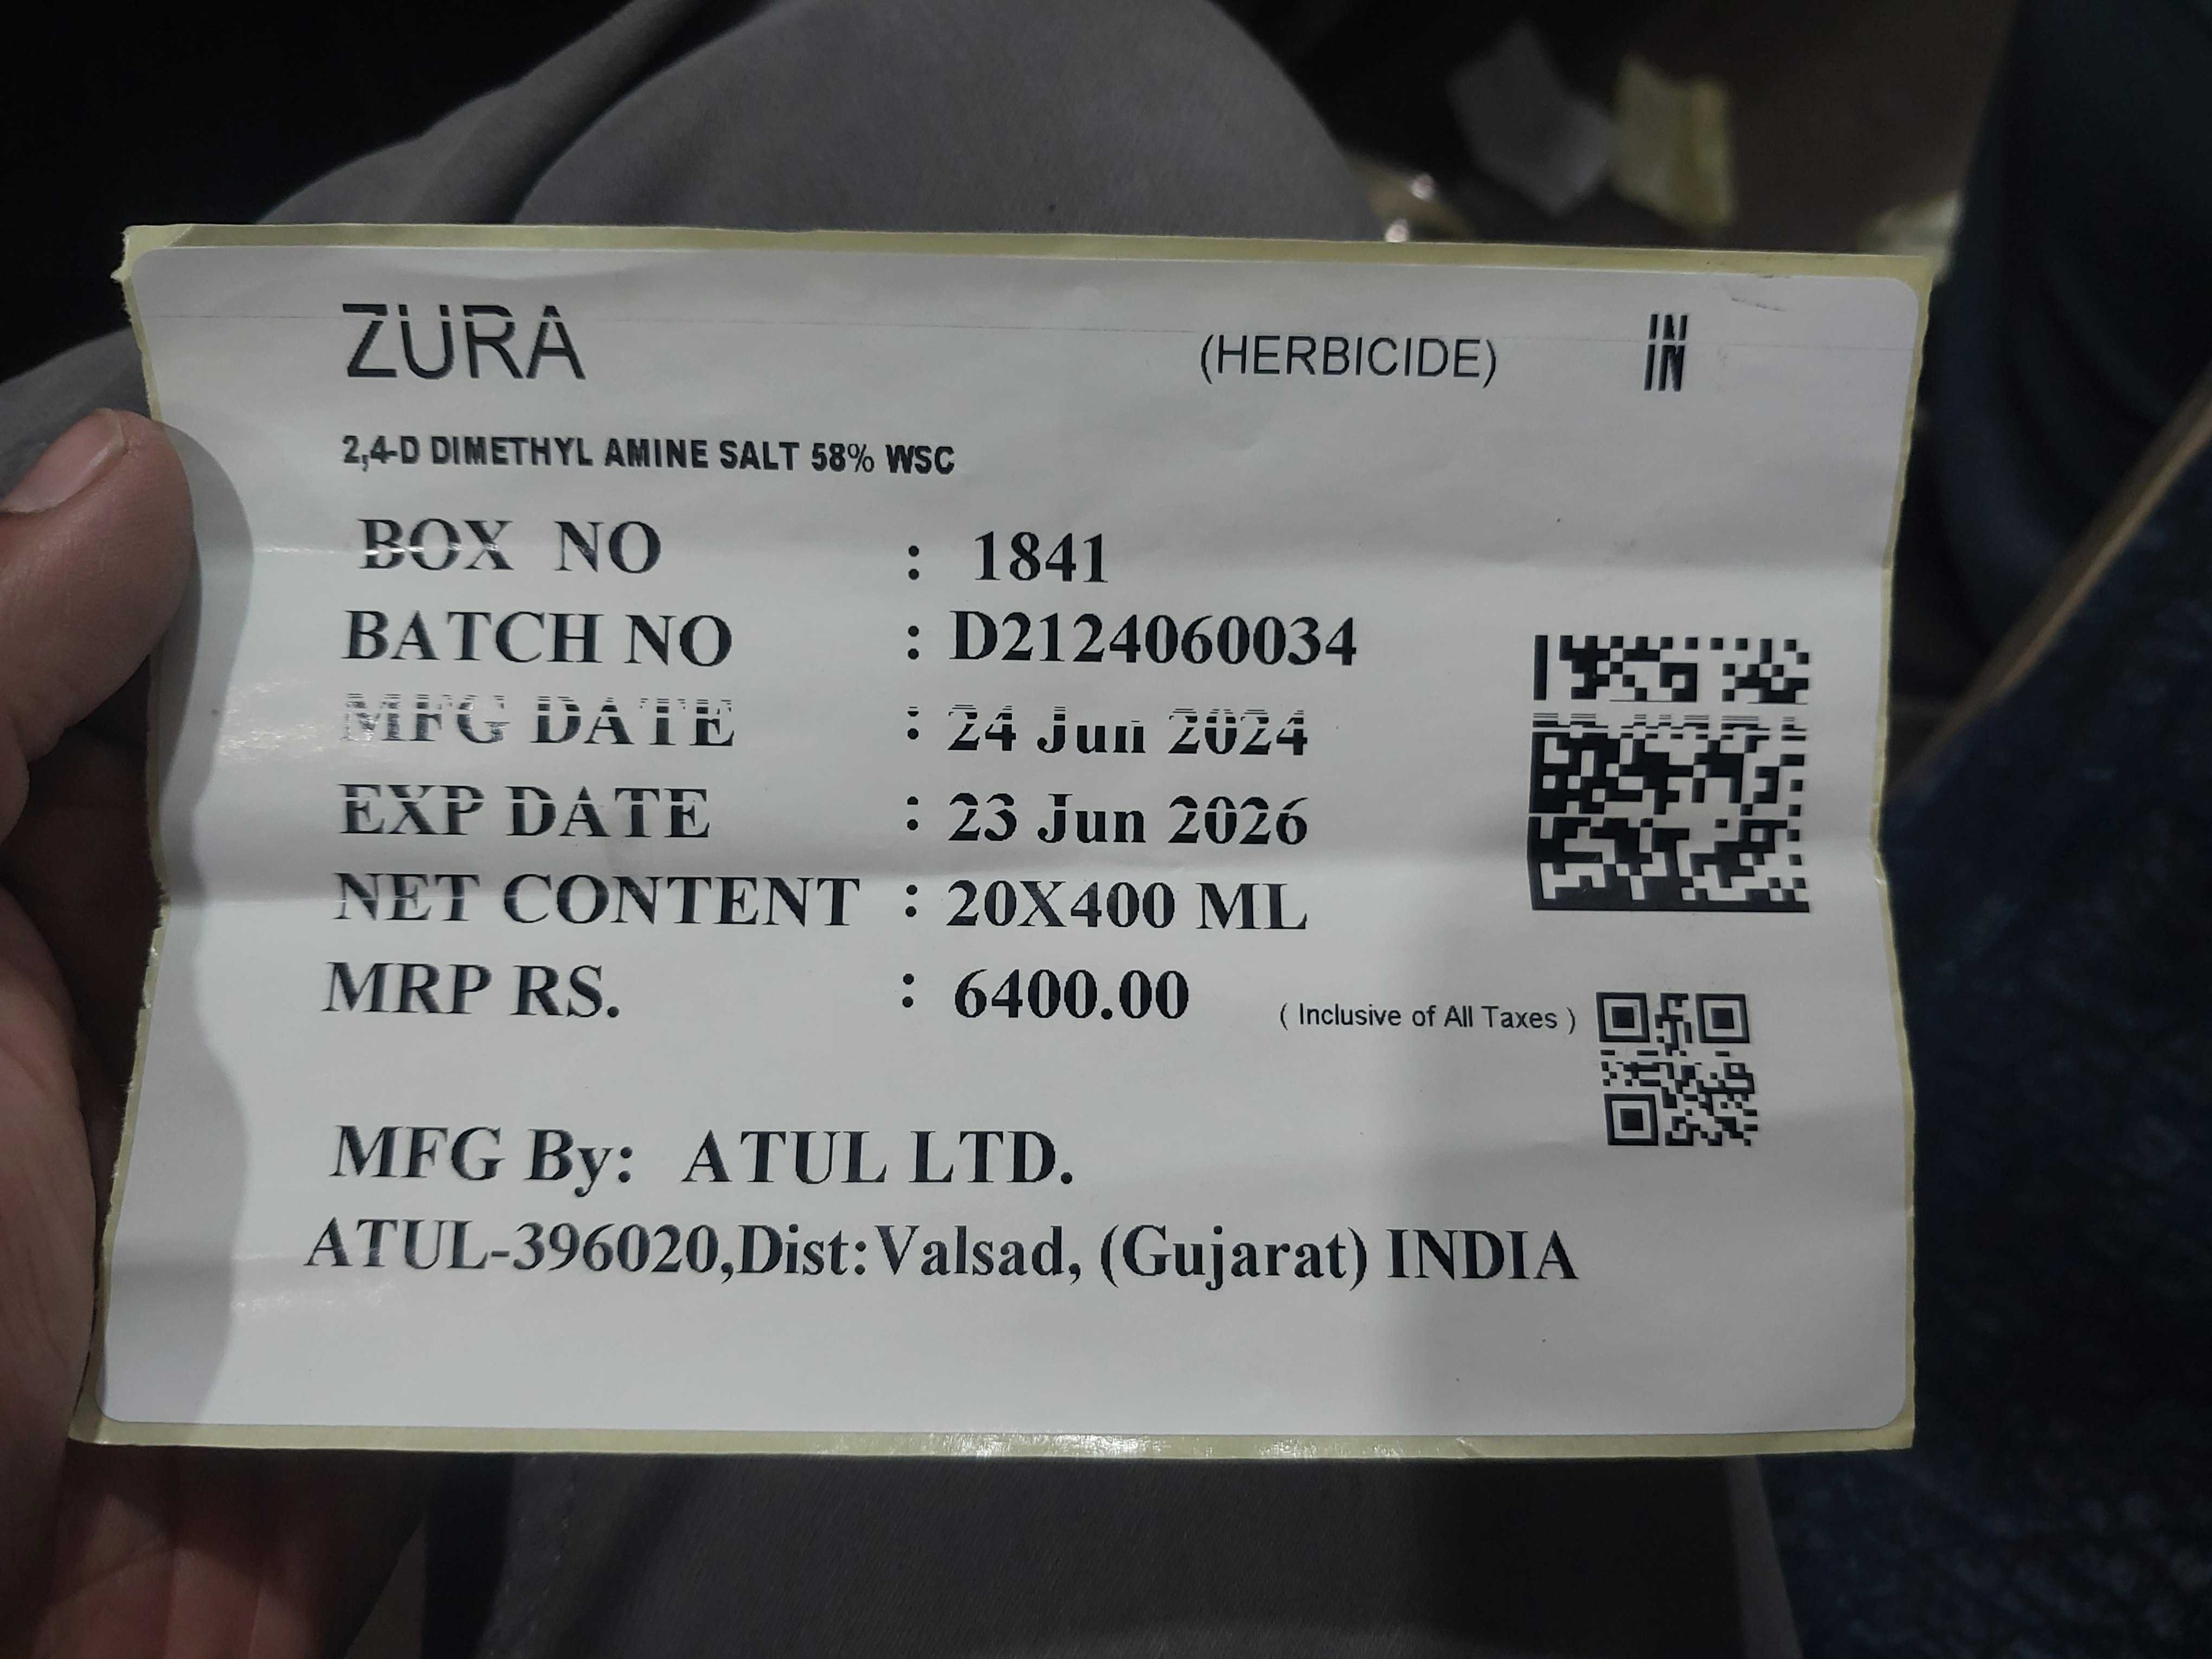 ZURA (HERBICIDE) IN
2,4-D DIMETHYL AMINE SALT 58% WSC
BOX NO : 1841
BATCH NO : D2124060034
MFG DATE : 24 Jun 2024
EXP DATE : 23 Jun 2026
NET CONTENT : 20X400 ML
MRP RS. : 6400.00 ( Inclusive of All Taxes )
MFG By: ATUL LTD.
ATUL-396020,Dist:Valsad, (Gujarat) INDIA